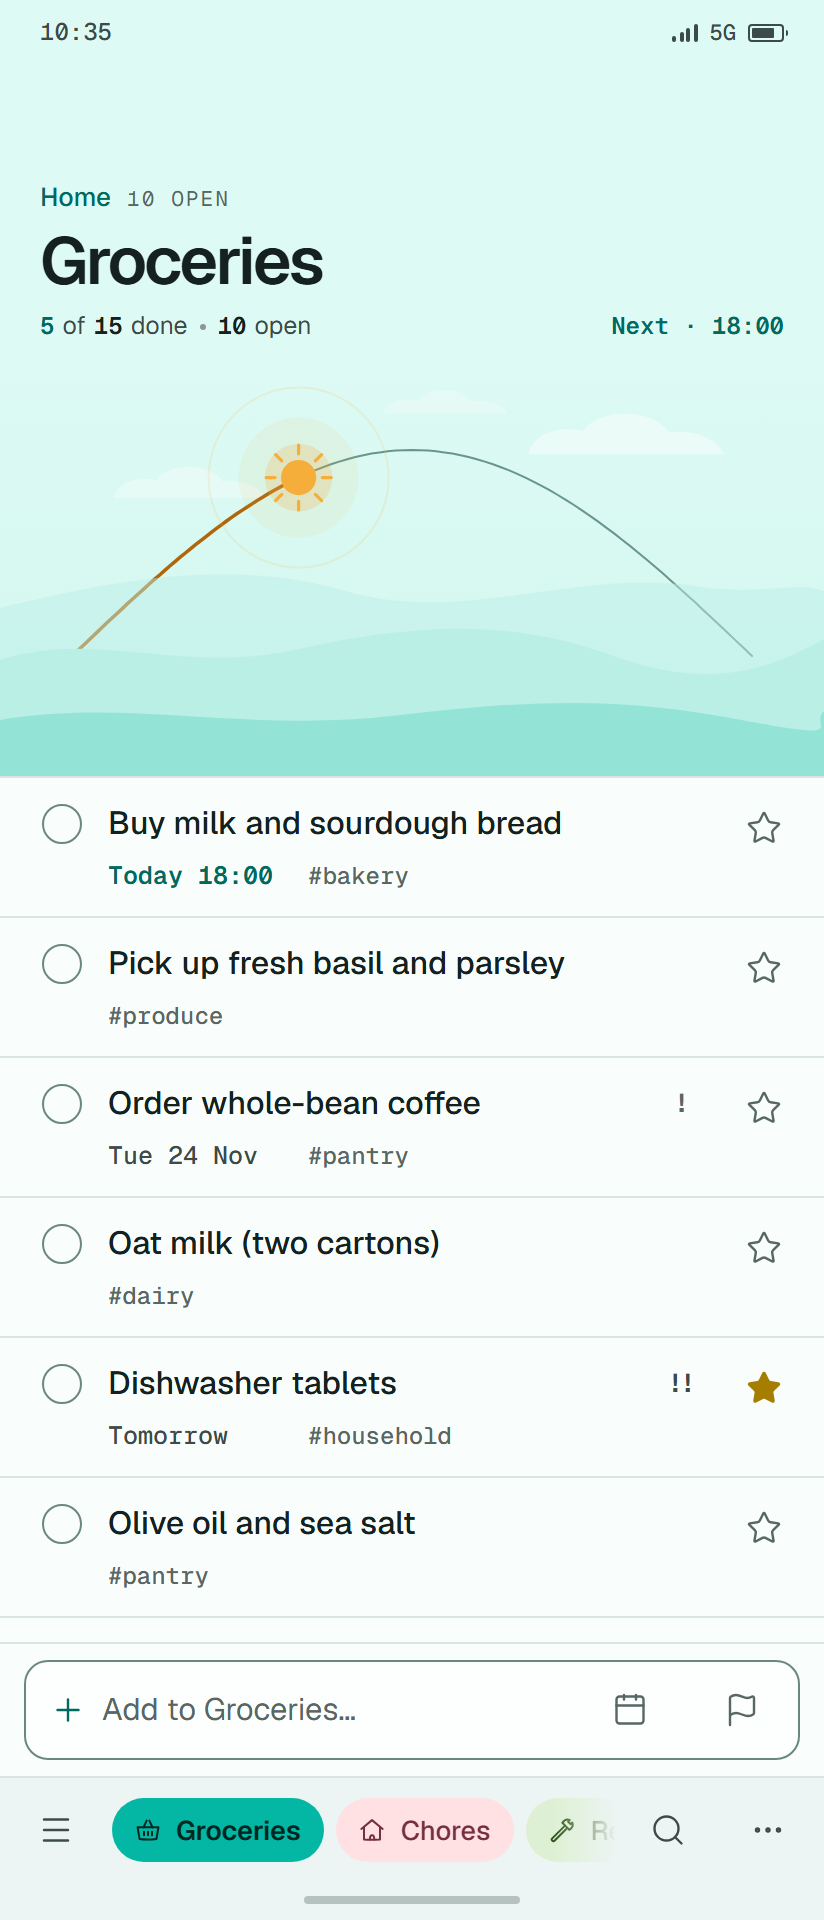 10:35 5G
Home 10 OPEN
Groceries
5 of 15 done • 10 open Next · 18:00
Buy milk and sourdough bread
Today 18:00 #bakery
Pick up fresh basil and parsley
#produce
Order whole-bean coffee !
Tue 24 Nov #pantry
Oat milk (two cartons)
#dairy
Dishwasher tablets !!
Tomorrow #household
Olive oil and sea salt
#pantry
Add to Groceries…
Groceries Chores